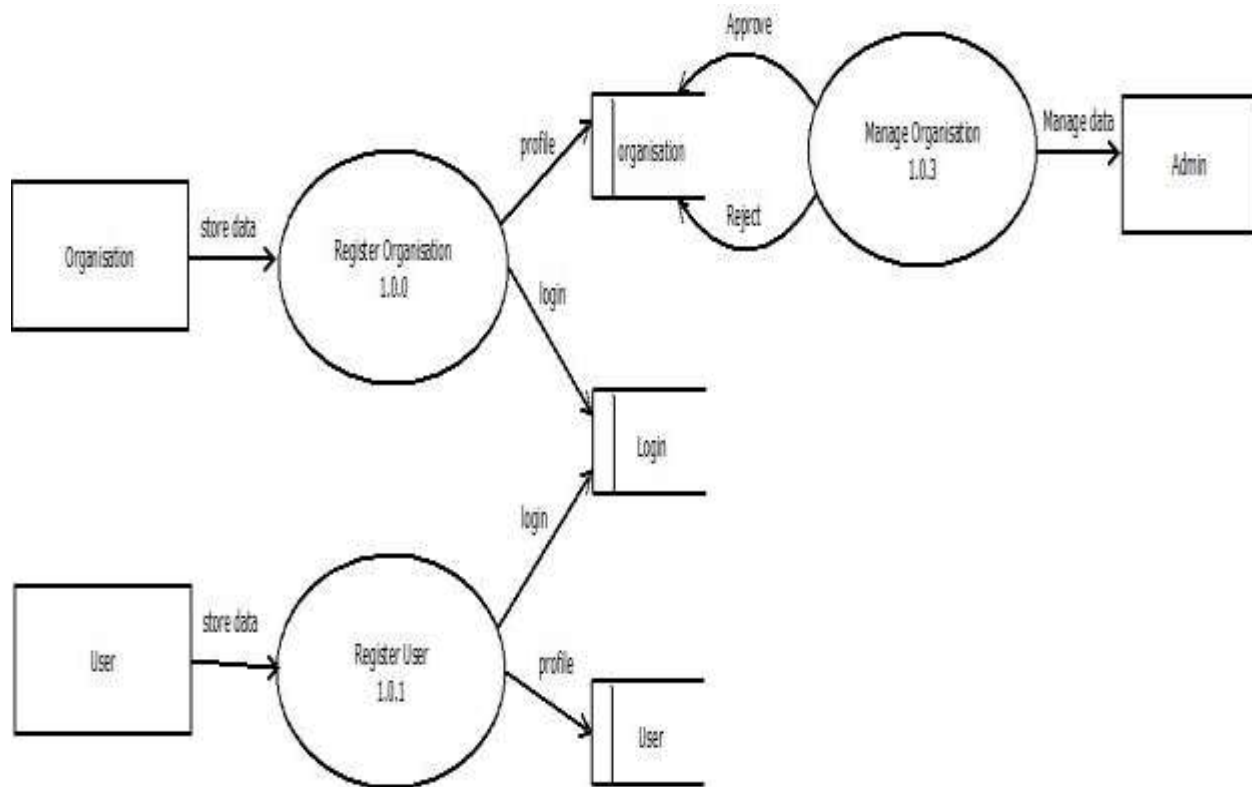 Approve
Manage Organisation
1.0.3
Manage data
Admin
organisation
profile
Reject
store data
Organisation
Register Organisation
1.0.0
login
Login
login
store data
User
Register User
1.0.1
profile
User